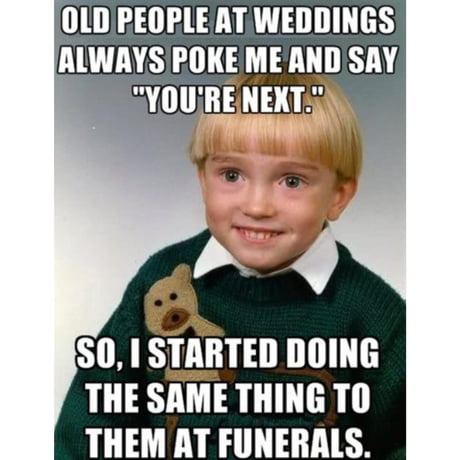 OLD PEOPLE AT WEDDINGS
ALWAYS POKE ME AND SAY
"YOU'RE NEXT."
SO, I STARTED DOING
THE SAME THING TO
THEM AT FUNERALS.